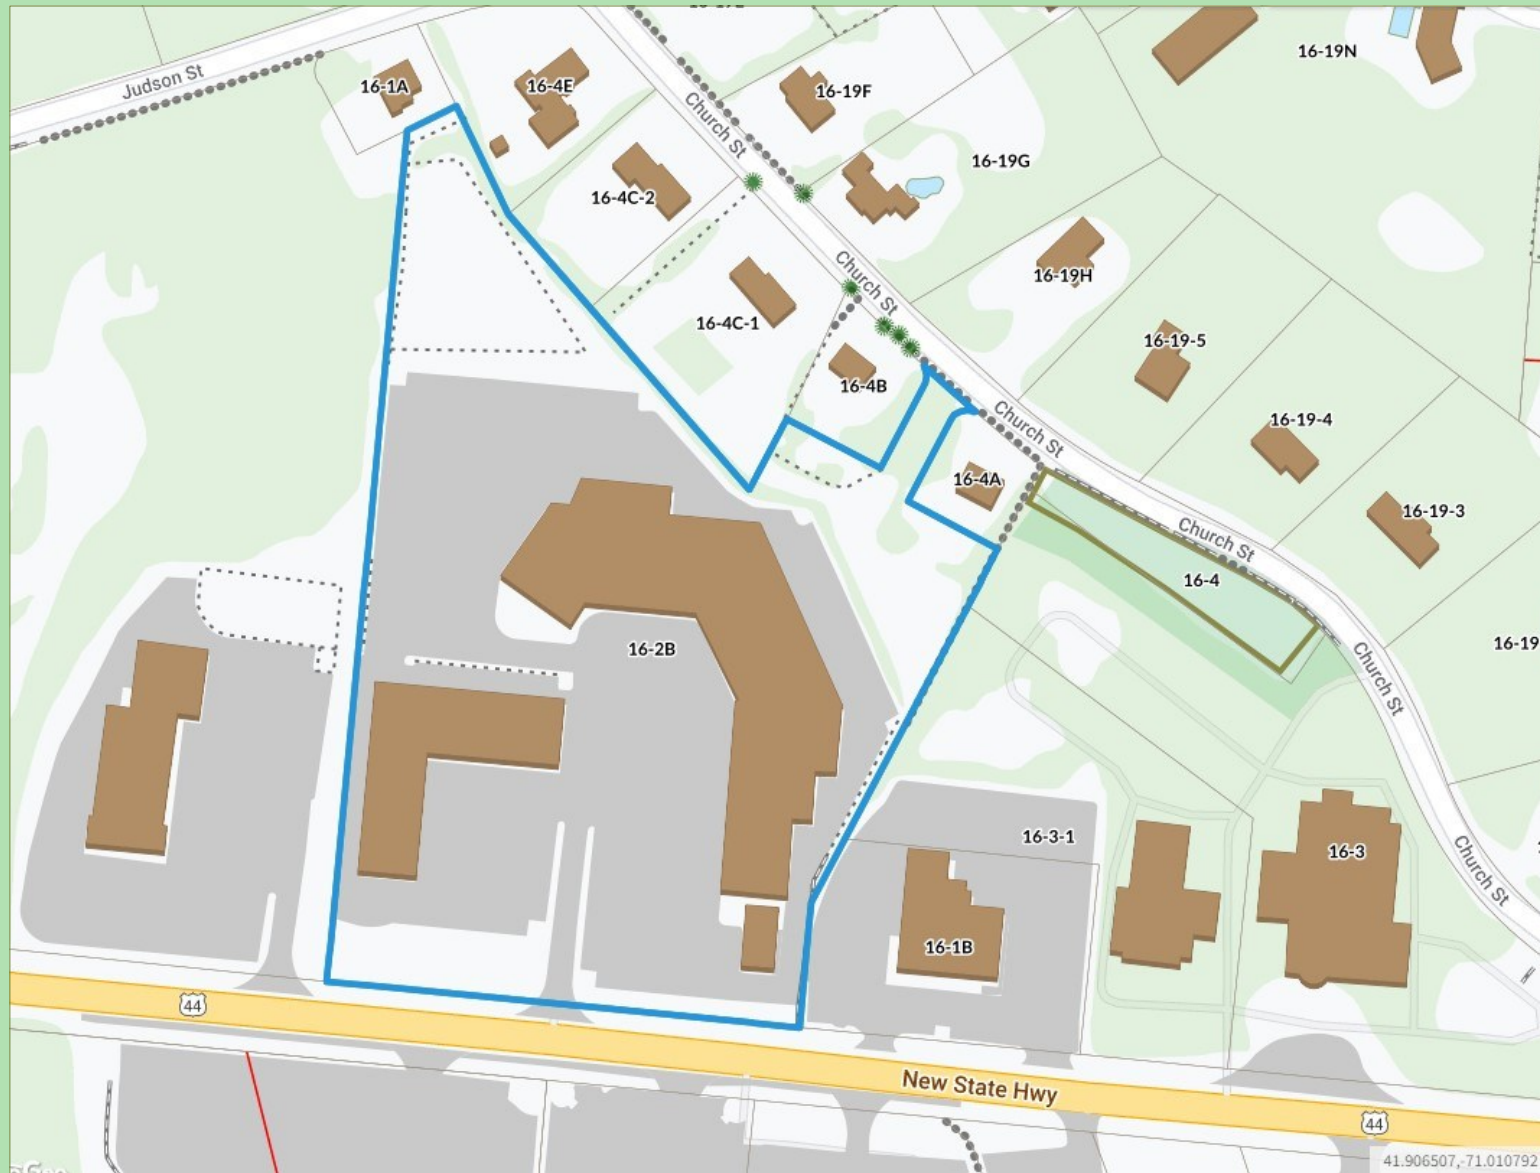 Judson St
16-1A
16-4E
Church St
16-19F
16-19N
16-19G
16-4C-2
Church St
16-19H
16-4C-1
16-19-5
16-4B
Church St
16-19-4
16-4A
16-19-3
Church St
16-4
16-2B
Church St
16-19
16-3-1
16-3
Church St
16-1B
44
New State Hwy
44
41.906507,-71.010792